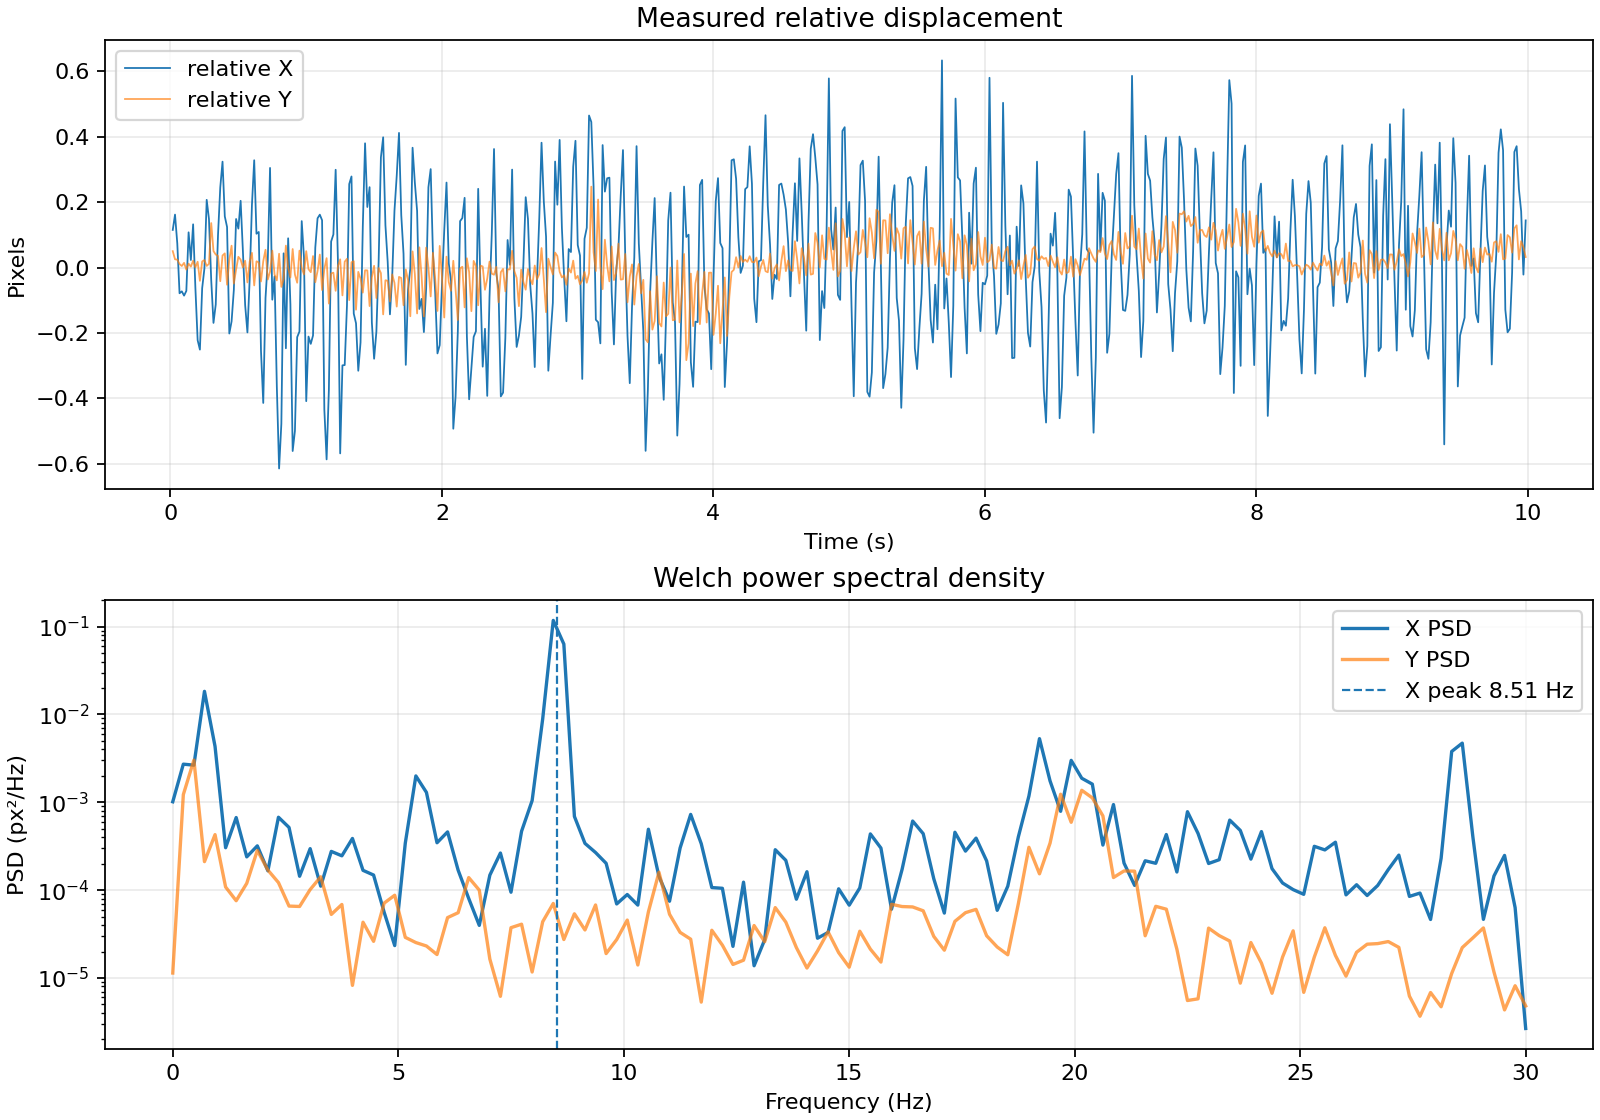 Measured relative displacement
relative X
relative Y
0.6
0.4
0.2
0.0
−0.2
−0.4
−0.6
Pixels
0 2 4 6 8 10
Time (s)
Welch power spectral density
X PSD
Y PSD
X peak 8.51 Hz
10⁻¹
10⁻²
10⁻³
10⁻⁴
10⁻⁵
PSD (px²/Hz)
0 5 10 15 20 25 30
Frequency (Hz)